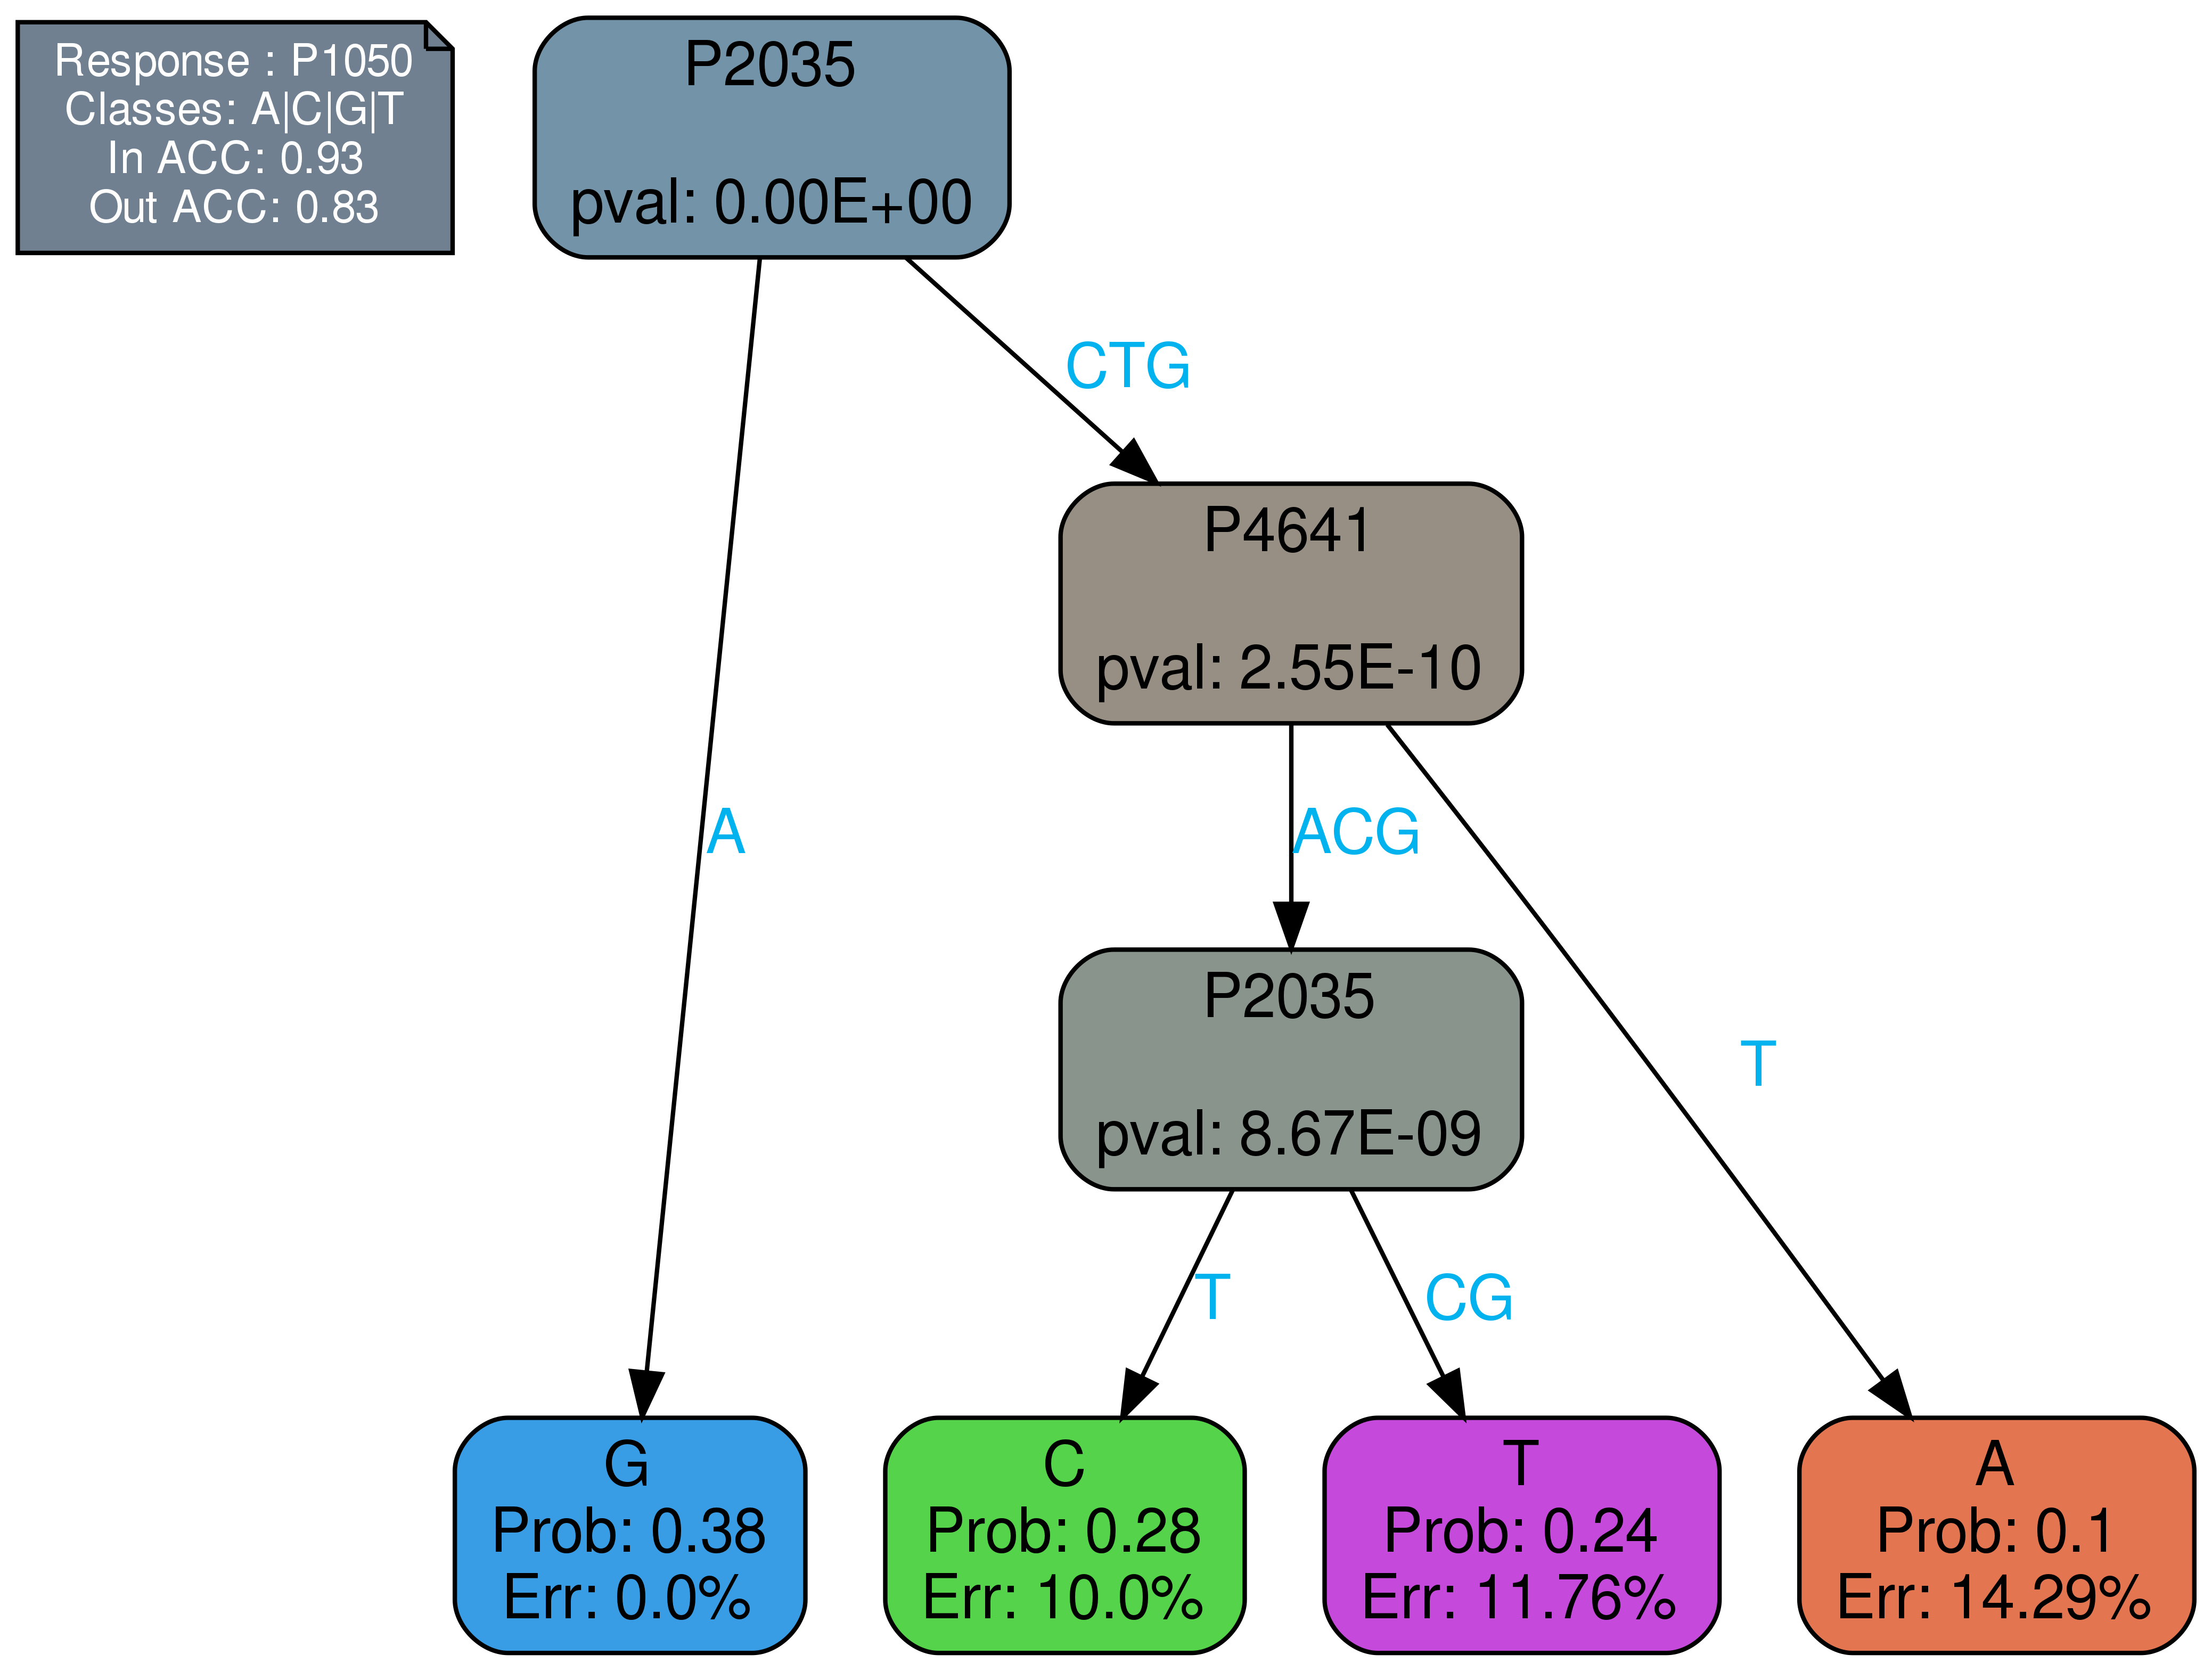 Response : P1050
Classes: A|C|G|T
In ACC: 0.93
Out ACC: 0.83
P2035
pval: 0.00E+00
CTG
P4641
pval: 2.55E-10
A
ACG
P2035
pval: 8.67E-09
T
T
CG
G
Prob: 0.38
Err: 0.0%
C
Prob: 0.28
Err: 10.0%
T
Prob: 0.24
Err: 11.76%
A
Prob: 0.1
Err: 14.29%